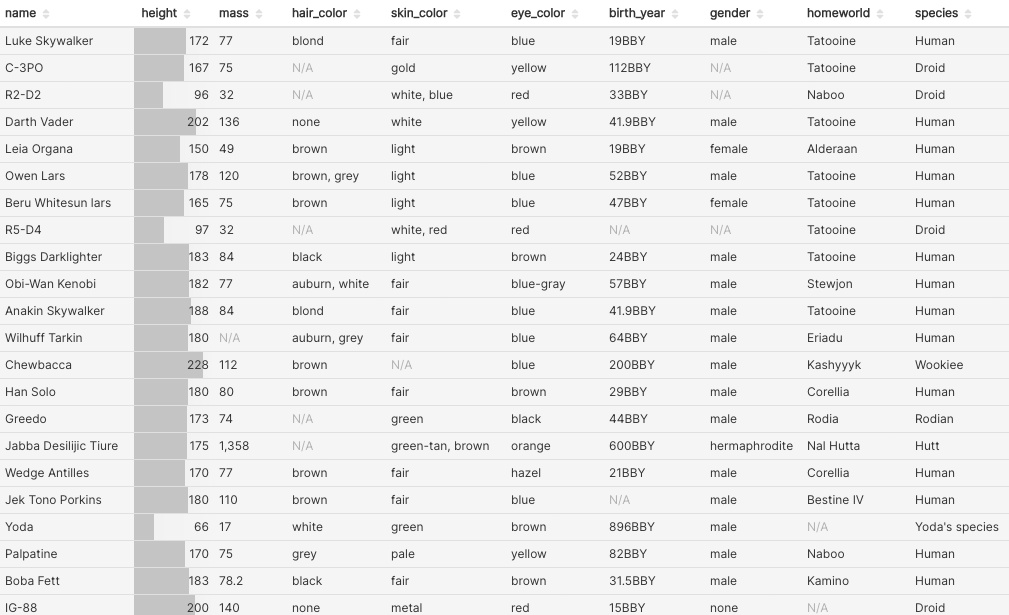 name height mass hair_color skin_color eye_color birth_year gender homeworld species
Luke Skywalker 172 77 blond fair blue 19BBY male Tatooine Human
C-3PO 167 75 N/A gold yellow 112BBY N/A Tatooine Droid
R2-D2 96 32 N/A white, blue red 33BBY N/A Naboo Droid
Darth Vader 202 136 none white yellow 41.9BBY male Tatooine Human
Leia Organa 150 49 brown light brown 19BBY female Alderaan Human
Owen Lars 178 120 brown, grey light blue 52BBY male Tatooine Human
Beru Whitesun lars 165 75 brown light blue 47BBY female Tatooine Human
R5-D4 97 32 N/A white, red red N/A N/A Tatooine Droid
Biggs Darklighter 183 84 black light brown 24BBY male Tatooine Human
Obi-Wan Kenobi 182 77 auburn, white fair blue-gray 57BBY male Stewjon Human
Anakin Skywalker 188 84 blond fair blue 41.9BBY male Tatooine Human
Wilhuff Tarkin 180 N/A auburn, grey fair blue 64BBY male Eriadu Human
Chewbacca 228 112 brown N/A blue 200BBY male Kashyyyk Wookiee
Han Solo 180 80 brown fair brown 29BBY male Corellia Human
Greedo 173 74 N/A green black 44BBY male Rodia Rodian
Jabba Desilijic Tiure 175 1,358 N/A green-tan, brown orange 600BBY hermaphrodite Nal Hutta Hutt
Wedge Antilles 170 77 brown fair hazel 21BBY male Corellia Human
Jek Tono Porkins 180 110 brown fair blue N/A male Bestine IV Human
Yoda 66 17 white green brown 896BBY male N/A Yoda's species
Palpatine 170 75 grey pale yellow 82BBY male Naboo Human
Boba Fett 183 78.2 black fair brown 31.5BBY male Kamino Human
IG-88 200 140 none metal red 15BBY none N/A Droid